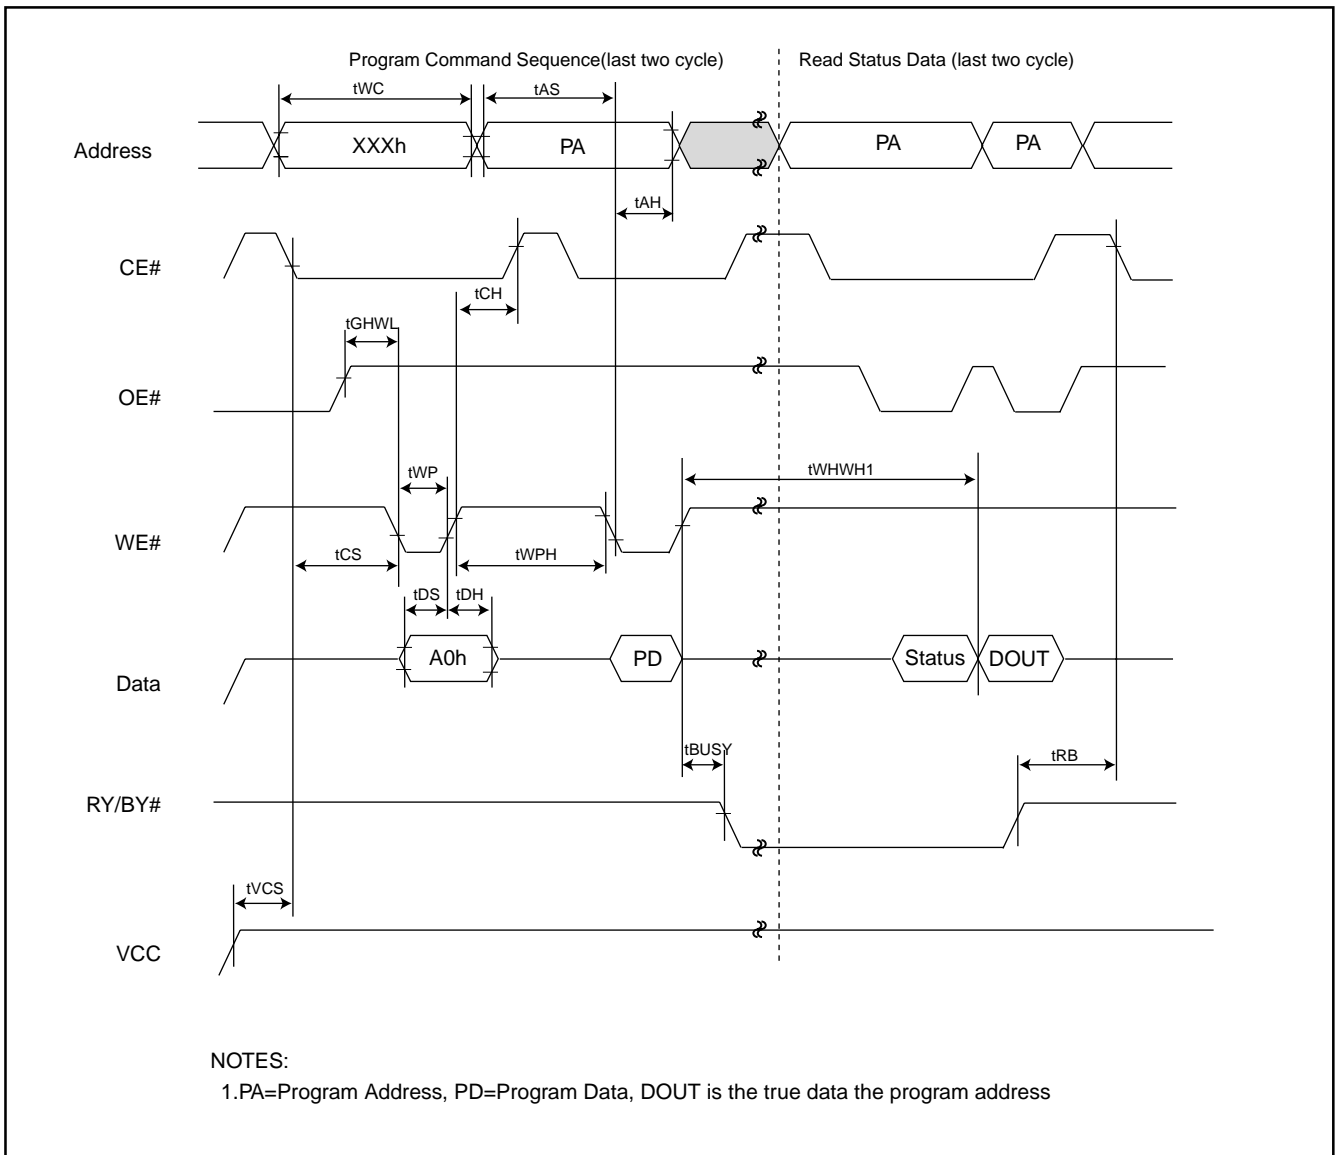 Program Command Sequence(last two cycle)
Read Status Data (last two cycle)
tWC
tAS
Address
XXXh
PA
PA
PA
tAH
CE#
tCH
tGHWL
OE#
tWP
tWHWH1
WE#
tCS
tWPH
tDS
tDH
A0h
PD
Status
DOUT
Data
tBUSY
tRB
RY/BY#
tVCS
VCC
NOTES:
1.PA=Program Address, PD=Program Data, DOUT is the true data the program address